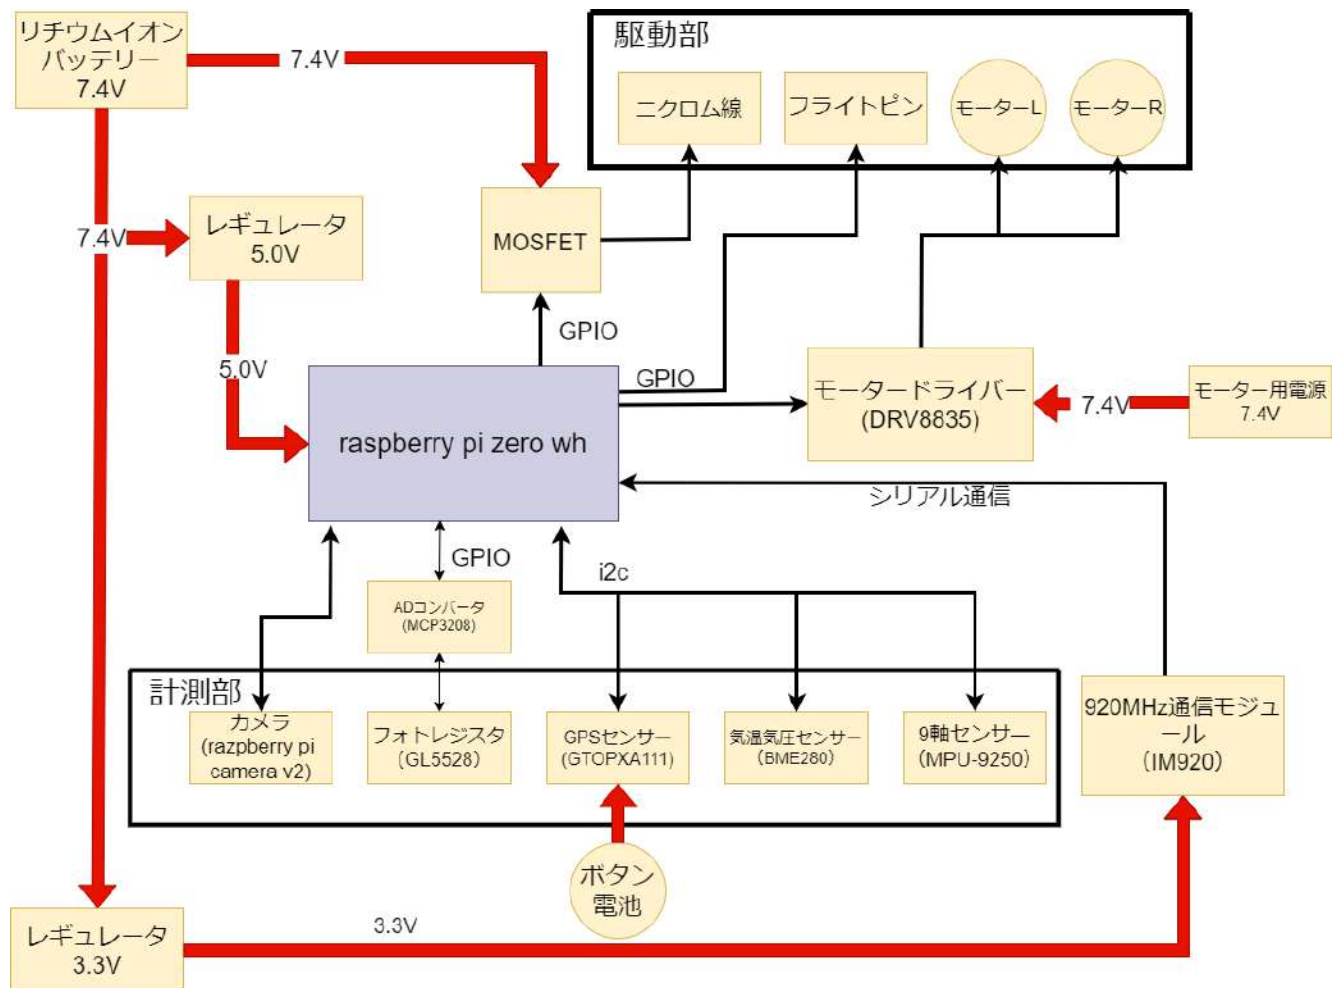 リチウムイオン
バッテリー
7.4V
7.4V
駆動部
ニクロム線
フライトピン
モーターL
モーターR
7.4V
レギュレータ
5.0V
MOSFET
GPIO
5.0V
GPIO
raspberry pi zero wh
モータードライバー
(DRV8835)
7.4V
モーター用電源
7.4V
シリアル通信
GPIO
i2c
ADコンバータ
(MCP3208)
計測部
カメラ
(razpberry pi
camera v2)
フォトレジスタ
(GL5528)
GPSセンサー
(GTOPXA111)
気温気圧センサー
(BME280)
9軸センサー
(MPU-9250)
920MHz通信モジュ
ール
(IM920)
ボタン
電池
レギュレータ
3.3V
3.3V